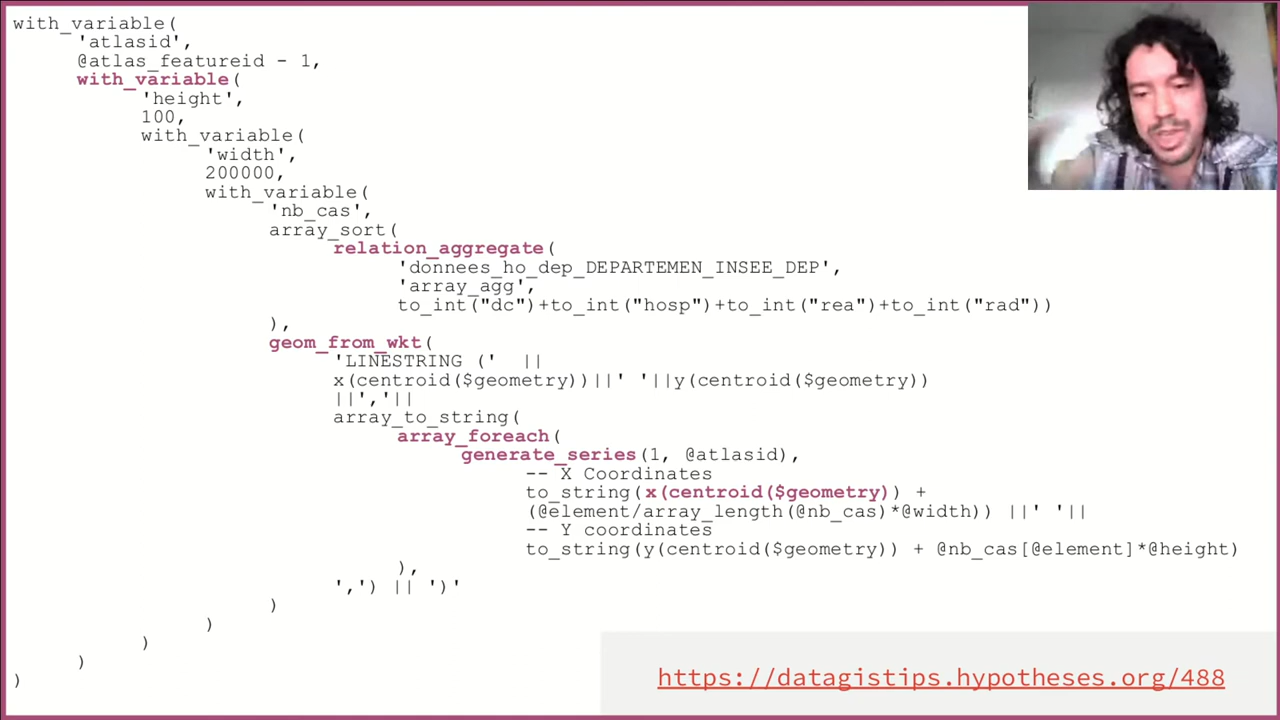 with_variable(
'atlasid',
@atlas_featureid - 1,
with_variable(
'height',
100,
with_variable(
'width',
200000,
with_variable(
'nb_cas',
array_sort(
relation_aggregate(
'donnees_ho_dep_DEPARTEMEN_INSEE_DEP',
'array_agg',
to_int("dc")+to_int("hosp")+to_int("rea")+to_int("rad"))
),
geom_from_wkt(
'LINESTRING (' ||
x(centroid($geometry))||' '||y(centroid($geometry))
||','||
array_to_string(
array_foreach(
generate_series(1, @atlasid),
-- X Coordinates
to_string(x(centroid($geometry)) +
(@element/array_length(@nb_cas)*@width)) ||' '||
-- Y coordinates
to_string(y(centroid($geometry)) + @nb_cas[@element]*@height)
),
',') || ')'
)
)
)
)
)
https://datagistips.hypotheses.org/488